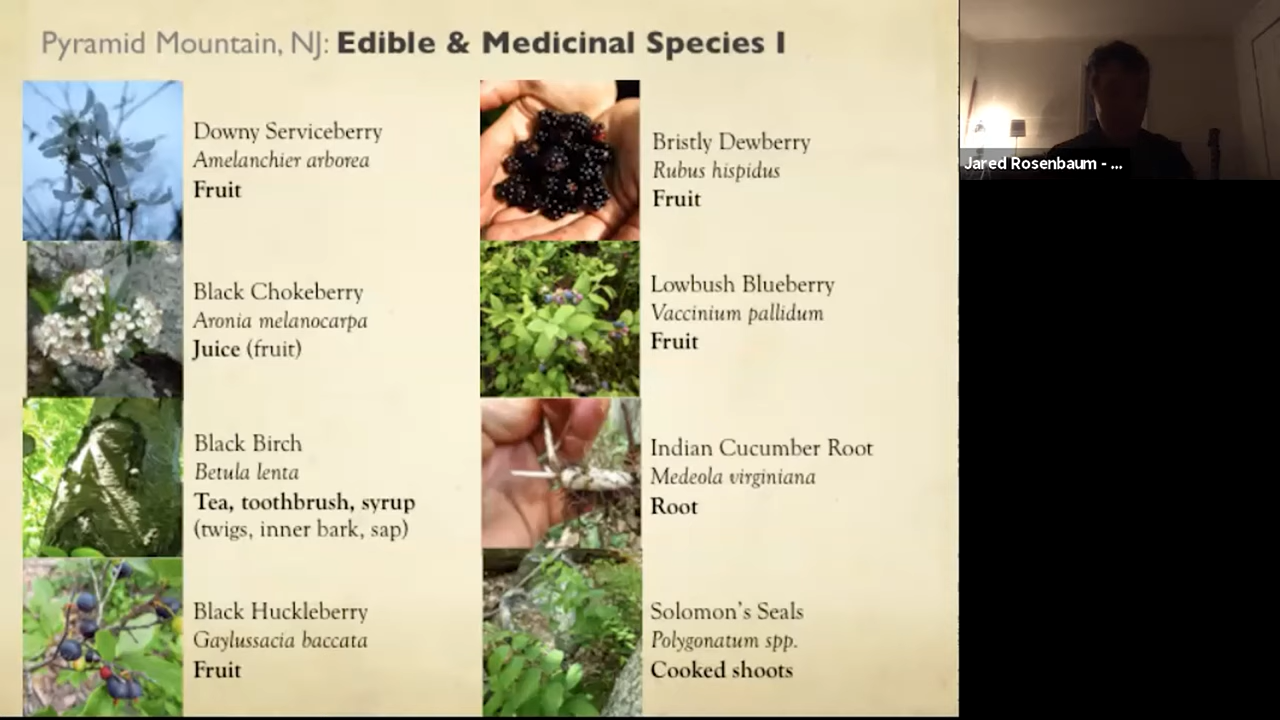 Pyramid Mountain, NJ: Edible & Medicinal Species I
Downy Serviceberry
Amelanchier arborea
Fruit
Black Chokeberry
Aronia melanocarpa
Juice (fruit)
Black Birch
Betula lenta
Tea, toothbrush, syrup
(twigs, inner bark, sap)
Black Huckleberry
Gaylussacia baccata
Fruit
Bristly Dewberry
Rubus hispidus
Fruit
Lowbush Blueberry
Vaccinium pallidum
Fruit
Indian Cucumber Root
Medeola virginiana
Root
Solomon's Seals
Polygonatum spp.
Cooked shoots
Jared Rosenbaum - ...